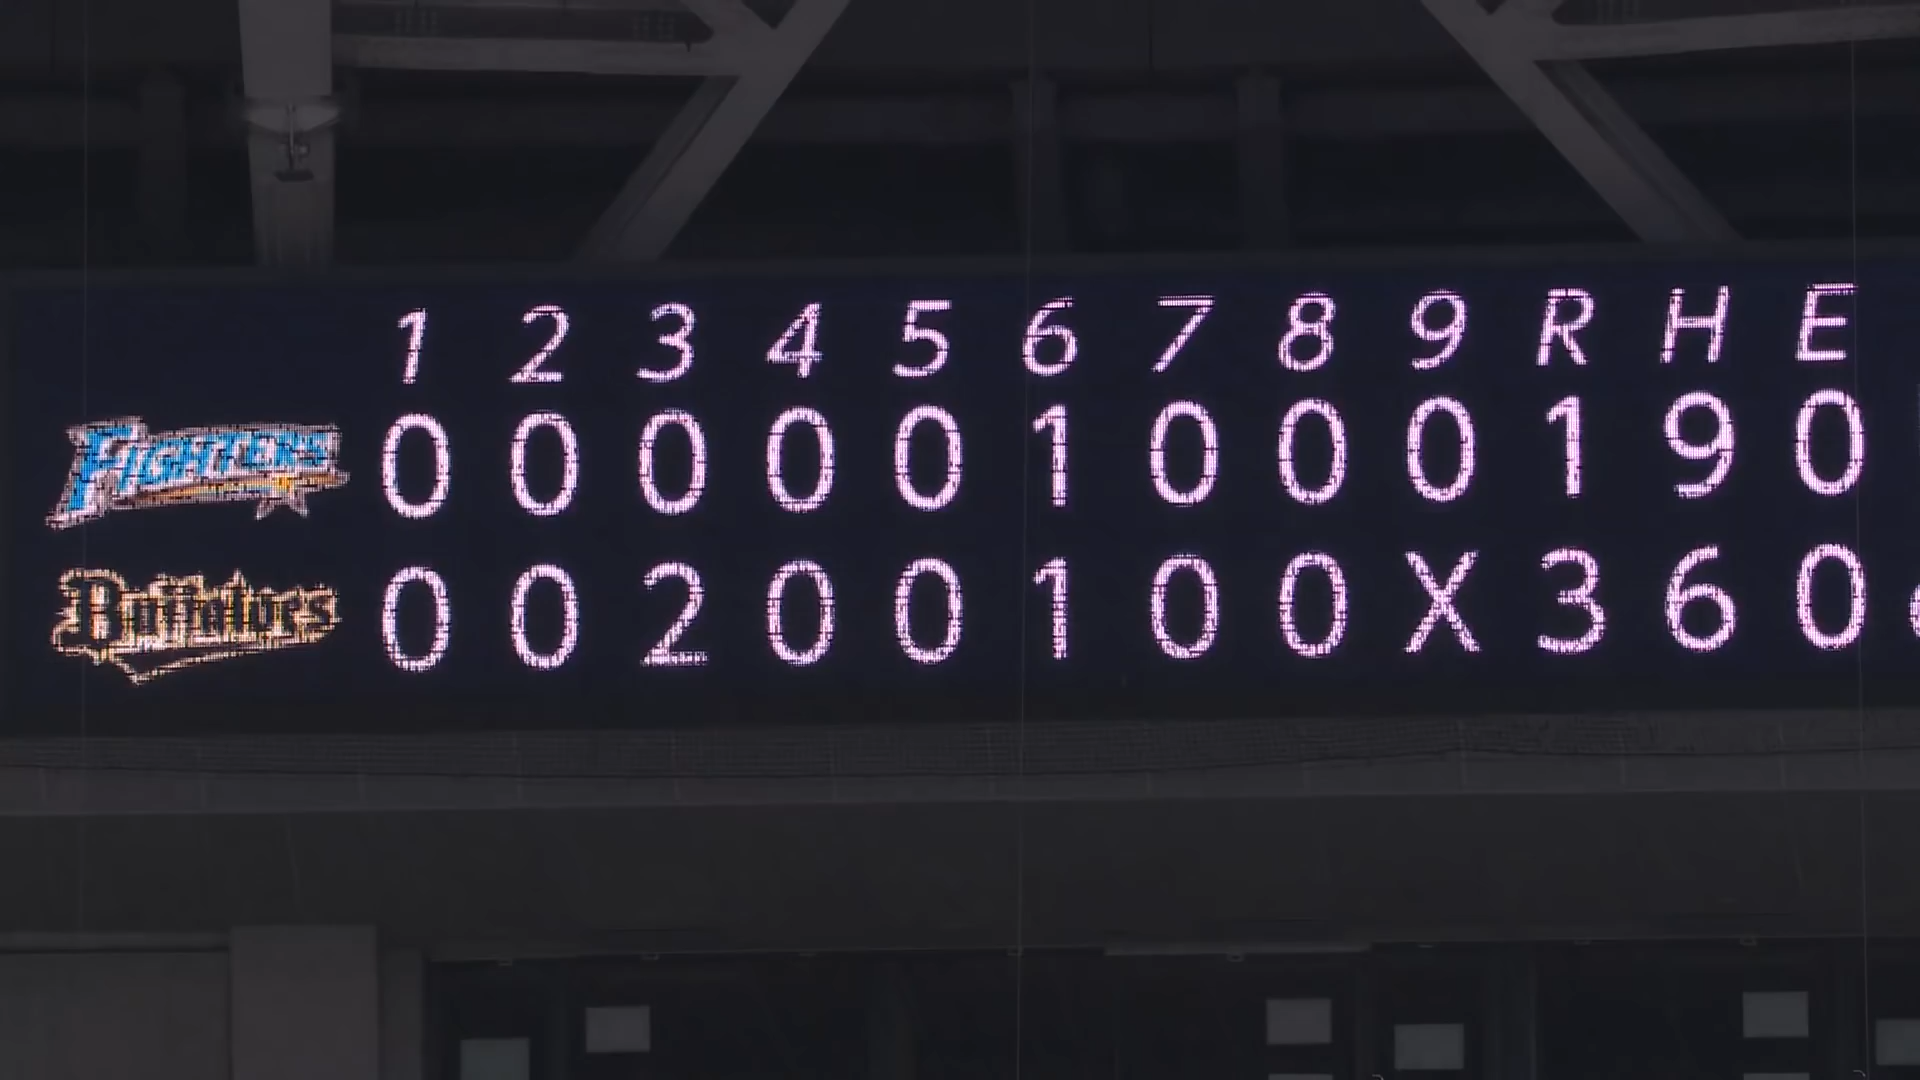 1 2 3 4 5 6 7 8 9 R H E
FIGHTERS 0 0 0 0 0 1 0 0 0 1 9 0
Buffaloes 0 0 2 0 0 1 0 0 X 3 6 0